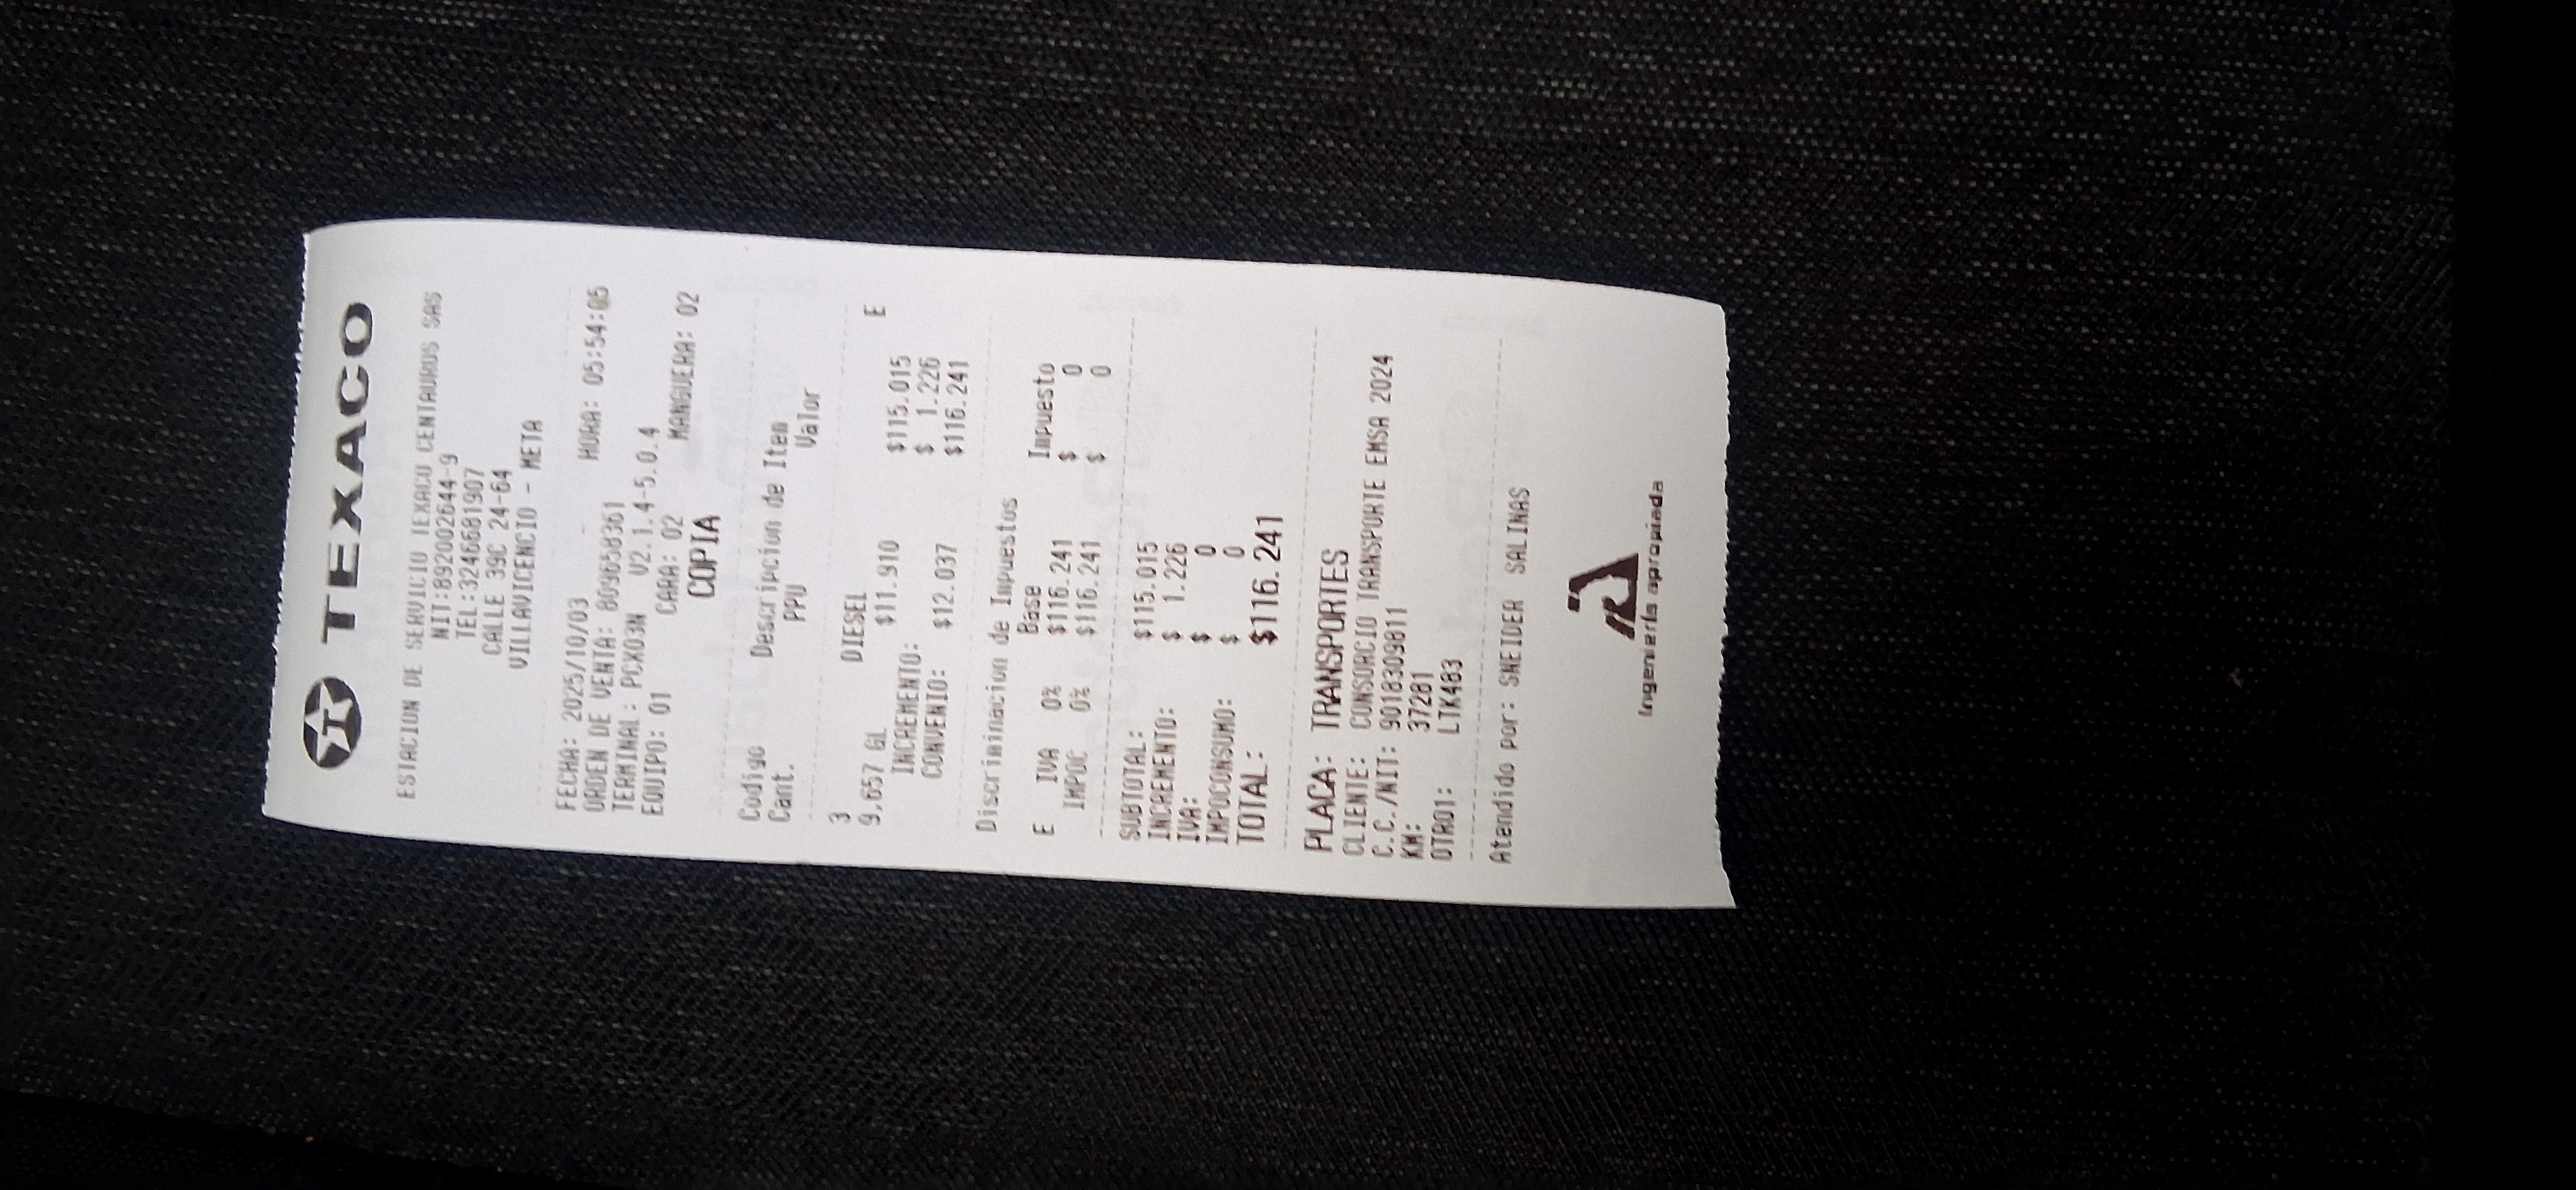 TEXACO
ESTACION DE SERVICIO TEXACO CENTAURUS SAS
NIT:892002644-9
TEL:3246681907
CALLE 39C 24-64
VILLAVICENCIO - META
FECHA: 2025/10/03 - HORA: 05:54:05
ORDEN DE VENTA: 809658361
TERMINAL: PCX03N V2.1.4-5.0.4
EQUIPO: 01 CARA: 02 MANGUERA: 02
COPIA
Codigo Descripcion de Item
Cant. PPU Valor
3 DIESEL
9,657 GL $11.910 $115.015 E
INCREMENTO: $ 1.226
CONVENIO: $12.037 $116.241
Discriminacion de Impuestos
Base Impuesto
E IVA 0% $116.241 $ 0
IMPOC 0% $116.241 $ 0
SUBTOTAL: $115.015
INCREMENTO: $ 1.226
IVA: $ 0
IMPOCONSUMO: $ 0
TOTAL: $116.241
PLACA: TRANSPORTES
CLIENTE: CONSORCIO TRANSPORTE EMSA 2024
C.C./NIT: 9018309811
KM: 37281
OTRO1: LTK483
Atendido por: SNEIDER SALINAS
Ingeniería apropiada